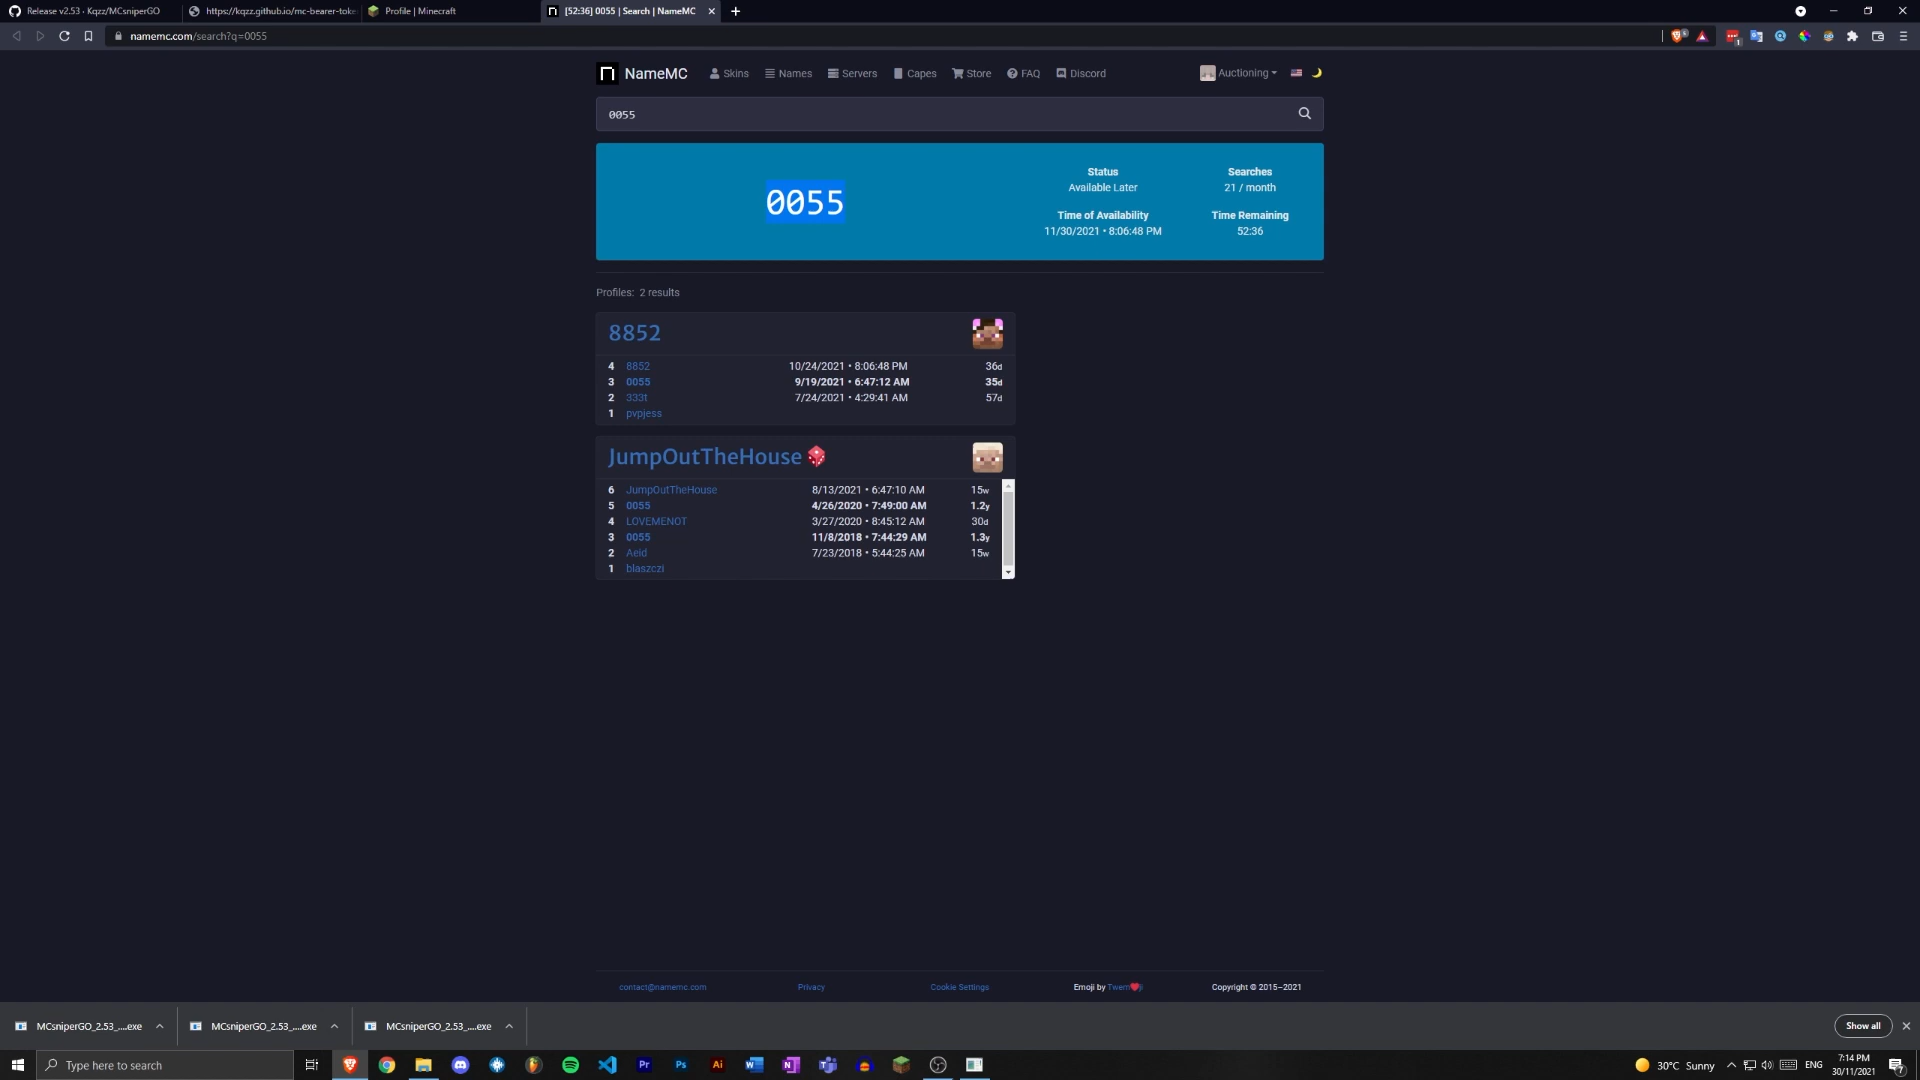 Release v2.53 · Kqzz/MCsniperGO
https://kqzz.github.io/mc-bearer-toke
Profile | Minecraft
[52:36] 0055 | Search | NameMC
namemc.com/search?q=0055
NameMC
Skins
Names
Servers
Capes
Store
FAQ
Discord
Auctioning
0055
0055
Status
Available Later
Searches
21 / month
Time of Availability
11/30/2021 • 8:06:48 PM
Time Remaining
52:36
Profiles: 2 results
8852
4 8852 10/24/2021 • 8:06:48 PM 36d
3 0055 9/19/2021 • 6:47:12 AM 35d
2 333t 7/24/2021 • 4:29:41 AM 57d
1 pvpjess
JumpOutTheHouse
6 JumpOutTheHouse 8/13/2021 • 6:47:10 AM 15w
5 0055 4/26/2020 • 7:49:00 AM 1.2y
4 LOVEMENOT 3/27/2020 • 8:45:12 AM 30d
3 0055 11/8/2018 • 7:44:29 AM 1.3y
2 Aeid 7/23/2018 • 5:44:25 AM 15w
1 blaszczi
contact@namemc.com
Privacy
Cookie Settings
Emoji by
Copyright © 2015–2021
MCsniperGO_2.53_....exe
MCsniperGO_2.53_....exe
MCsniperGO_2.53_....exe
Show all
Type here to search
Pr
Ps
Ai
30°C Sunny
ENG
7:14 PM
30/11/2021